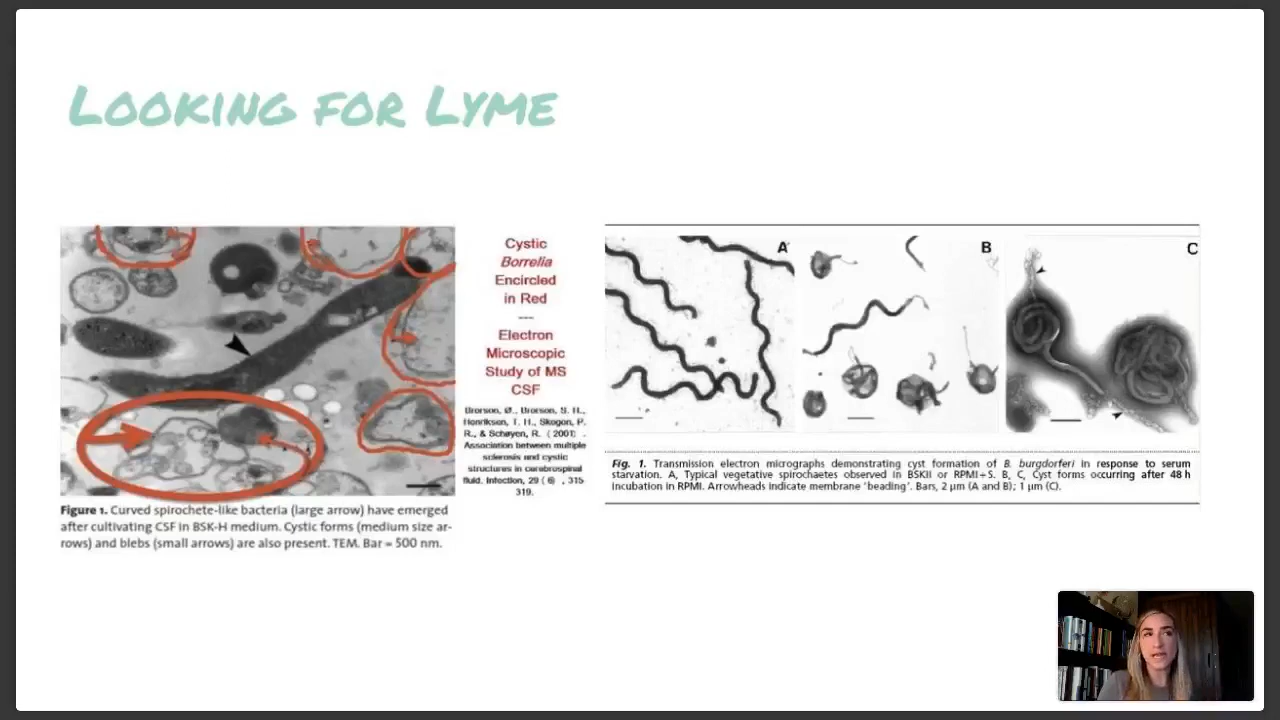 Looking for Lyme
Cystic
Borrelia
Encircled
in Red
---
Electron
Microscopic
Study of MS
CSF
Brorson, Ø., Brorson, S. H.,
Henriksen, T. H., Skogen, P.
R., & Schøyen, R. (2001) .
Association between multiple
sclerosis and cystic
structures in cerebrospinal
fluid. Infection, 29 ( 6) , 315-
319.
Figure 1. Curved spirochete-like bacteria (large arrow) have emerged
after cultivating CSF in BSK-H medium. Cystic forms (medium size ar-
rows) and blebs (small arrows) are also present. TEM. Bar = 500 nm.
A
B
C
Fig. 1. Transmission electron micrographs demonstrating cyst formation of B. burgdorferi in response to serum
starvation. A, Typical vegetative spirochaetes observed in BSKII or RPMI+S. B, C, Cyst forms occurring after 48 h
incubation in RPMI. Arrowheads indicate membrane 'beading'. Bars, 2 µm (A and B); 1 µm (C).